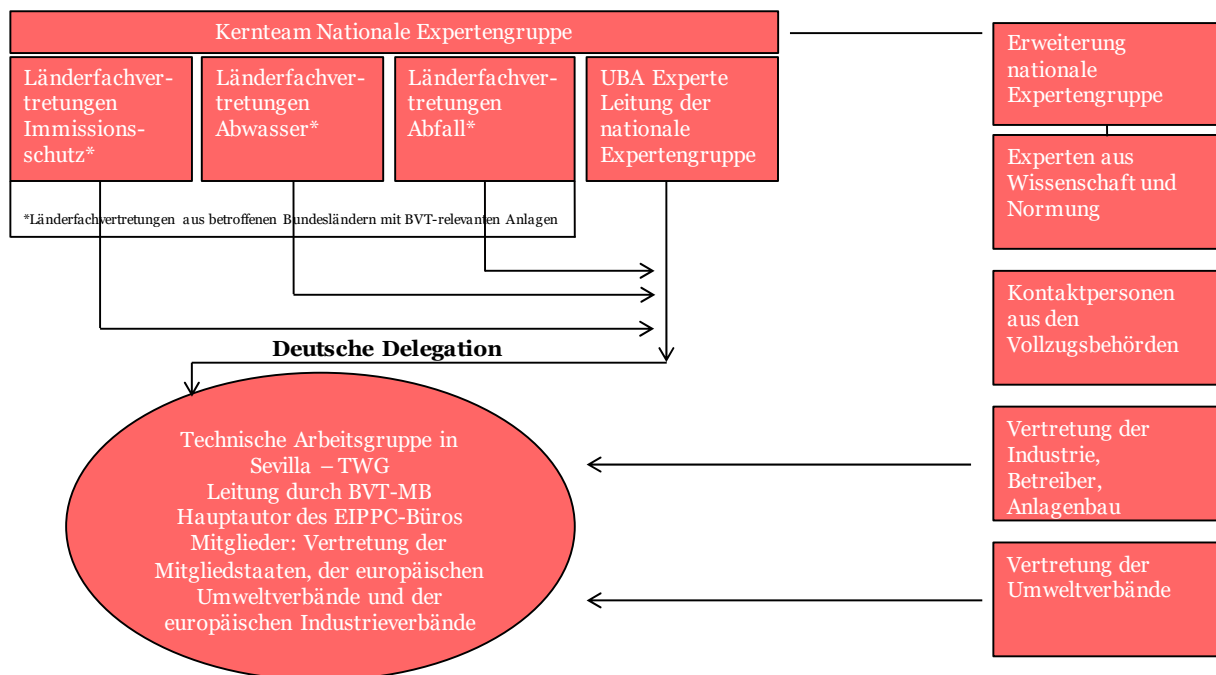 Kernteam Nationale Expertengruppe
Länderfachver-
tretungen
Immissions-
schutz*
Länderfachver-
tretungen
Abwasser*
Länderfachver-
tretungen
Abfall*
UBA Experte
Leitung der
nationale
Expertengruppe
*Länderfachvertretungen aus betroffenen Bundesländern mit BVT-relevanten Anlagen
Deutsche Delegation
Technische Arbeitsgruppe in
Sevilla – TWG
Leitung durch BVT-MB
Hauptautor des EIPPC-Büros
Mitglieder: Vertretung der
Mitgliedstaaten, der europäischen
Umweltverbände und der
europäischen Industrieverbände
Erweiterung
nationale
Expertengruppe
Experten aus
Wissenschaft und
Normung
Kontaktpersonen
aus den
Vollzugsbehörden
Vertretung der
Industrie,
Betreiber,
Anlagenbau
Vertretung der
Umweltverbände